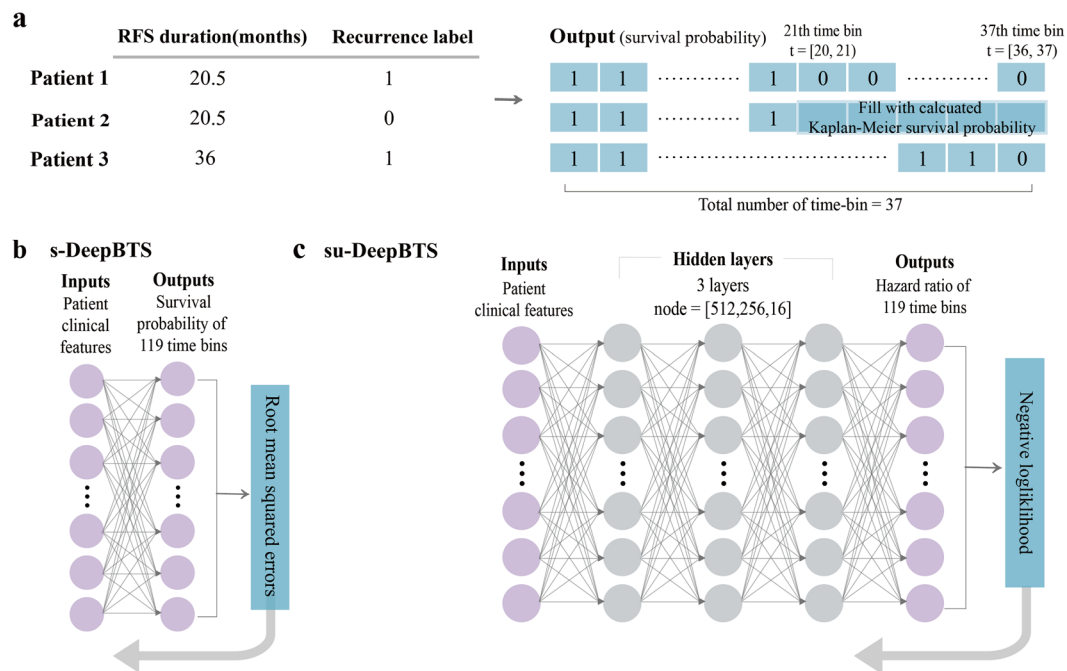 a
RFS duration(months) Recurrence label
Patient 1 20.5 1
Patient 2 20.5 0
Patient 3 36 1
Output (survival probability)
21th time bin
t = [20, 21)
37th time bin
t = [36, 37)
1 1 1 0 0 0
1 1 1
Fill with calcuated
Kaplan-Meier survival probability
1 1 1 1 0
Total number of time-bin = 37
b s-DeepBTS
Inputs
Patient
clinical
features
Outputs
Survival
probability of
119 time bins
Root mean squared errors
c su-DeepBTS
Inputs
Patient
clinical features
Hidden layers
3 layers
node = [512,256,16]
Outputs
Hazard ratio of
119 time bins
Negative logliklihood